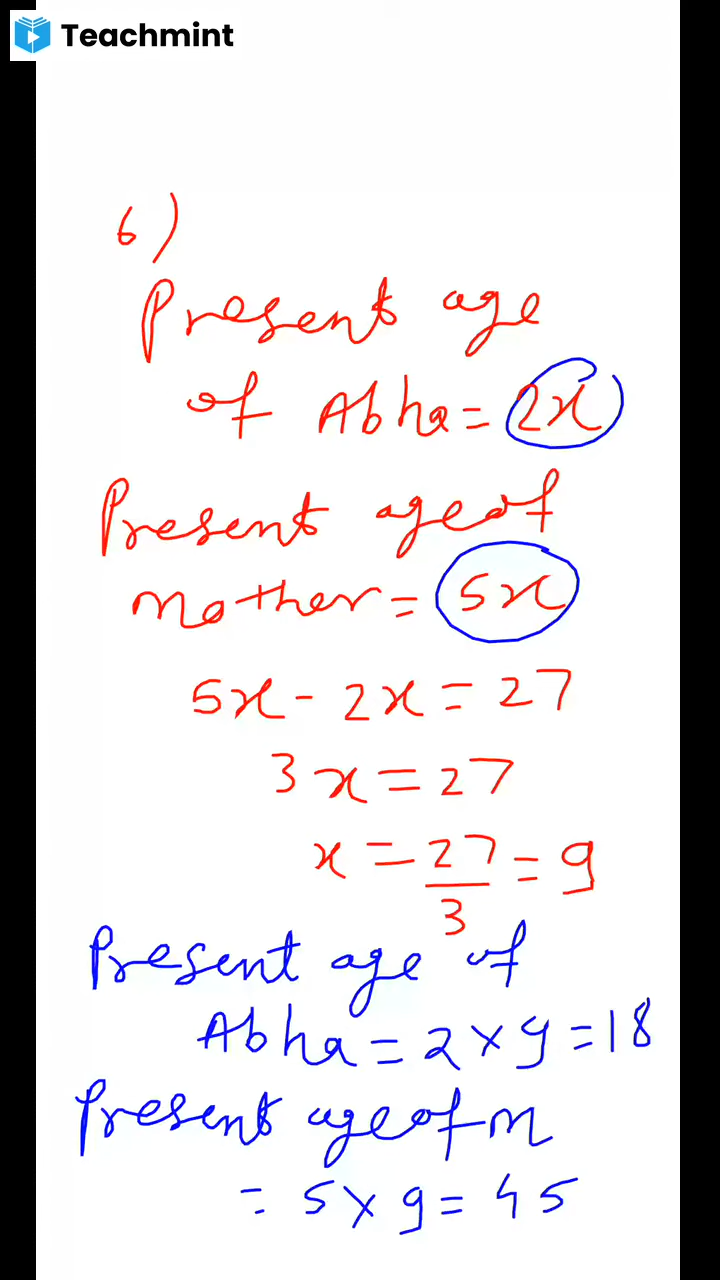 Teachmint
6)
Present age
of Abha = 2x
Present age of
mother = 5x
5x - 2x = 27
3x = 27
x = 27/3 = 9
Present age of
Abha = 2 × 9 = 18
Present age of m
= 5 × 9 = 45